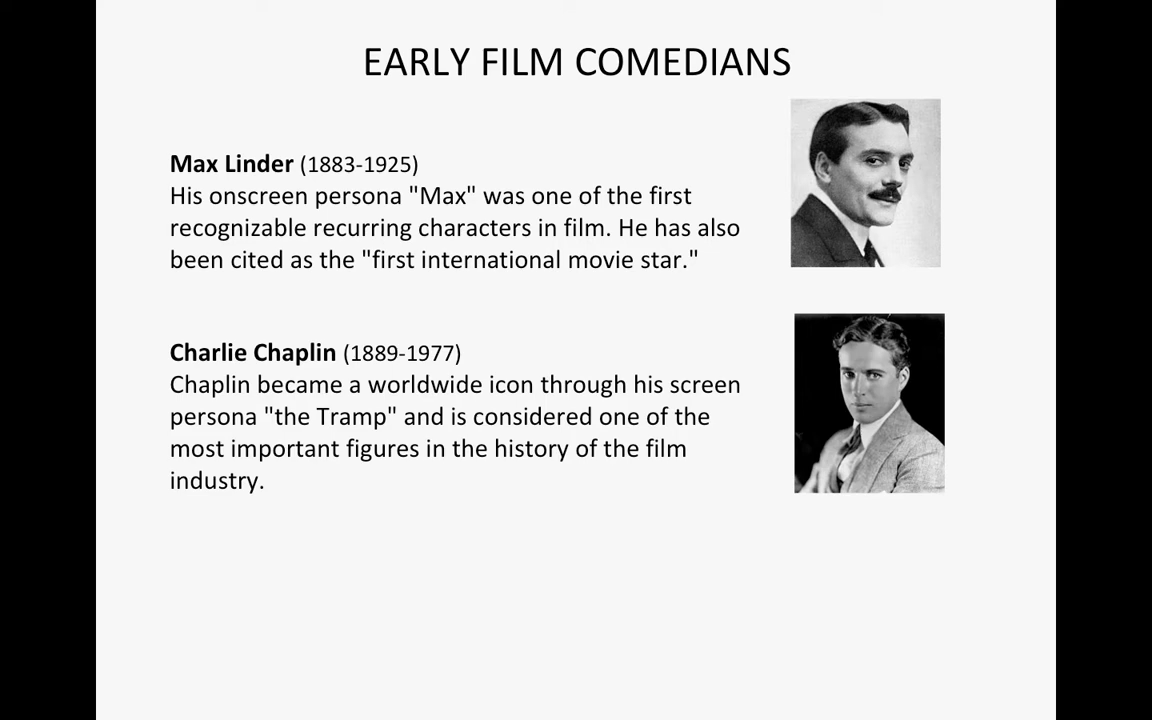 EARLY FILM COMEDIANS
Max Linder (1883-1925)
His onscreen persona "Max" was one of the first
recognizable recurring characters in film. He has also
been cited as the "first international movie star."
Charlie Chaplin (1889-1977)
Chaplin became a worldwide icon through his screen
persona "the Tramp" and is considered one of the
most important figures in the history of the film
industry.